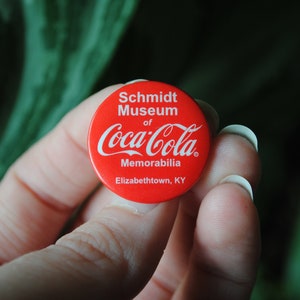 Schmidt
Museum
of
Coca-Cola®
Memorabilia
Elizabethtown, KY